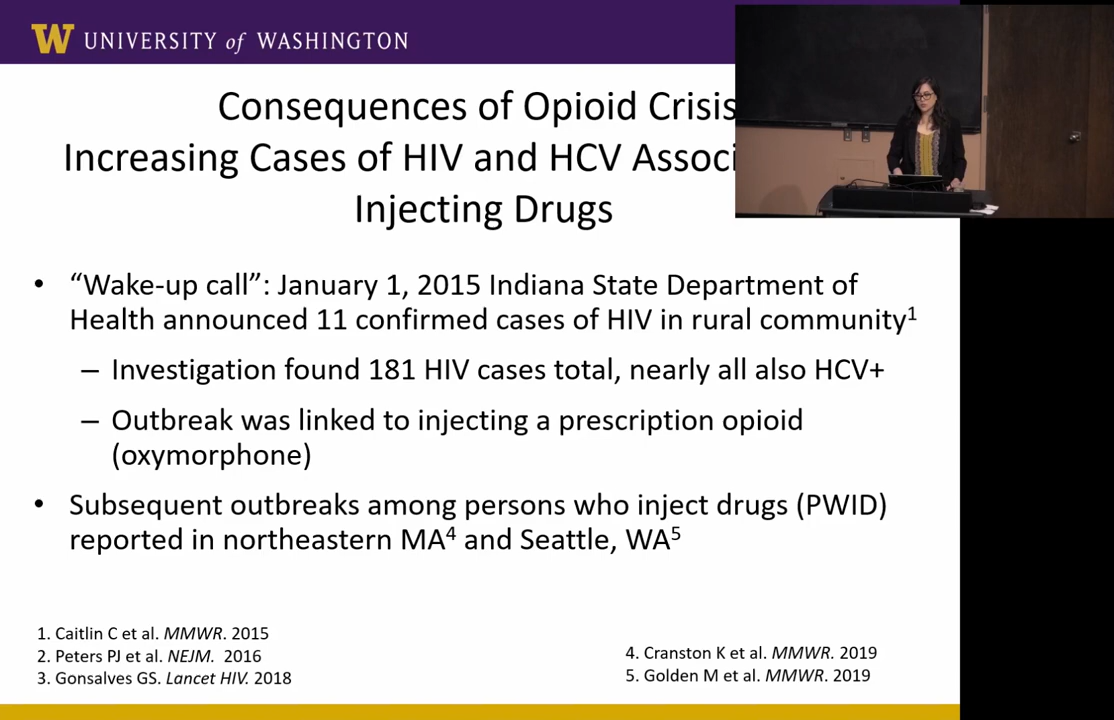 W UNIVERSITY of WASHINGTON
Consequences of Opioid Crisis
Increasing Cases of HIV and HCV Associ
Injecting Drugs
• “Wake-up call”: January 1, 2015 Indiana State Department of
Health announced 11 confirmed cases of HIV in rural community1
– Investigation found 181 HIV cases total, nearly all also HCV+
– Outbreak was linked to injecting a prescription opioid
(oxymorphone)
• Subsequent outbreaks among persons who inject drugs (PWID)
reported in northeastern MA4 and Seattle, WA5
1. Caitlin C et al. MMWR. 2015
2. Peters PJ et al. NEJM. 2016
3. Gonsalves GS. Lancet HIV. 2018
4. Cranston K et al. MMWR. 2019
5. Golden M et al. MMWR. 2019